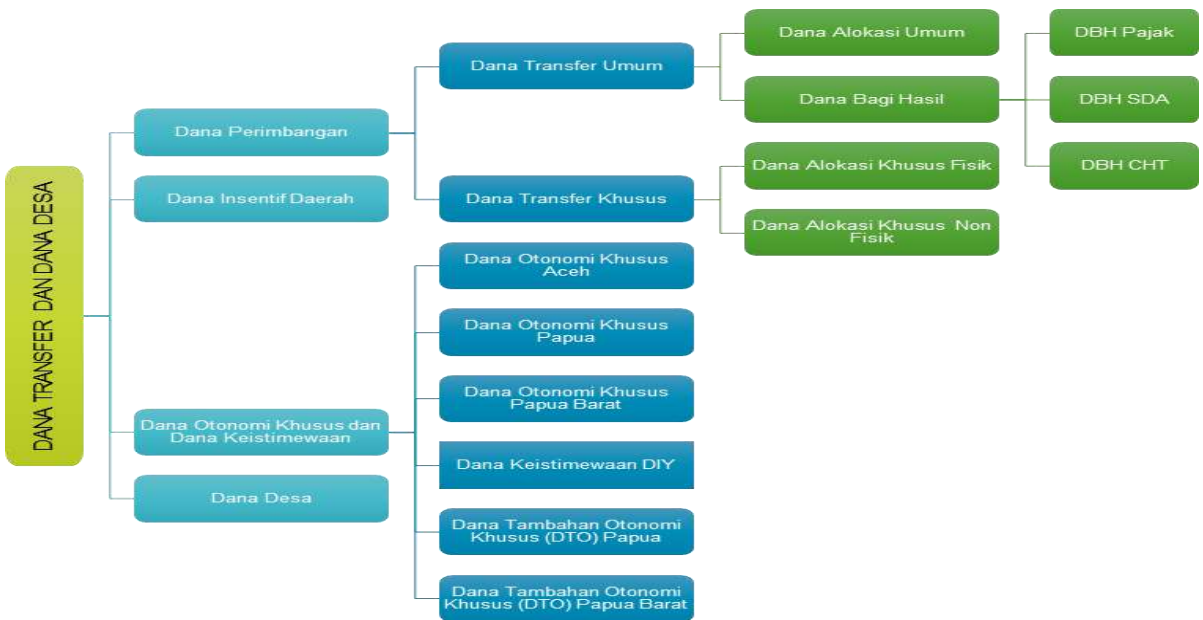 DANA TRANSFER DAN DANA DESA
Dana Perimbangan
Dana Insentif Daerah
Dana Otonomi Khusus dan
Dana Keistimewaan
Dana Desa
Dana Transfer Umum
Dana Transfer Khusus
Dana Otonomi Khusus
Aceh
Dana Otonomi Khusus
Papua
Dana Otonomi Khusus
Papua Barat
Dana Keistimewaan DIY
Dana Tambahan Otonomi
Khusus (DTO) Papua
Dana Tambahan Otonomi
Khusus (DTO) Papua Barat
Dana Alokasi Umum
Dana Bagi Hasil
Dana Alokasi Khusus Fisik
Dana Alokasi Khusus Non
Fisik
DBH Pajak
DBH SDA
DBH CHT